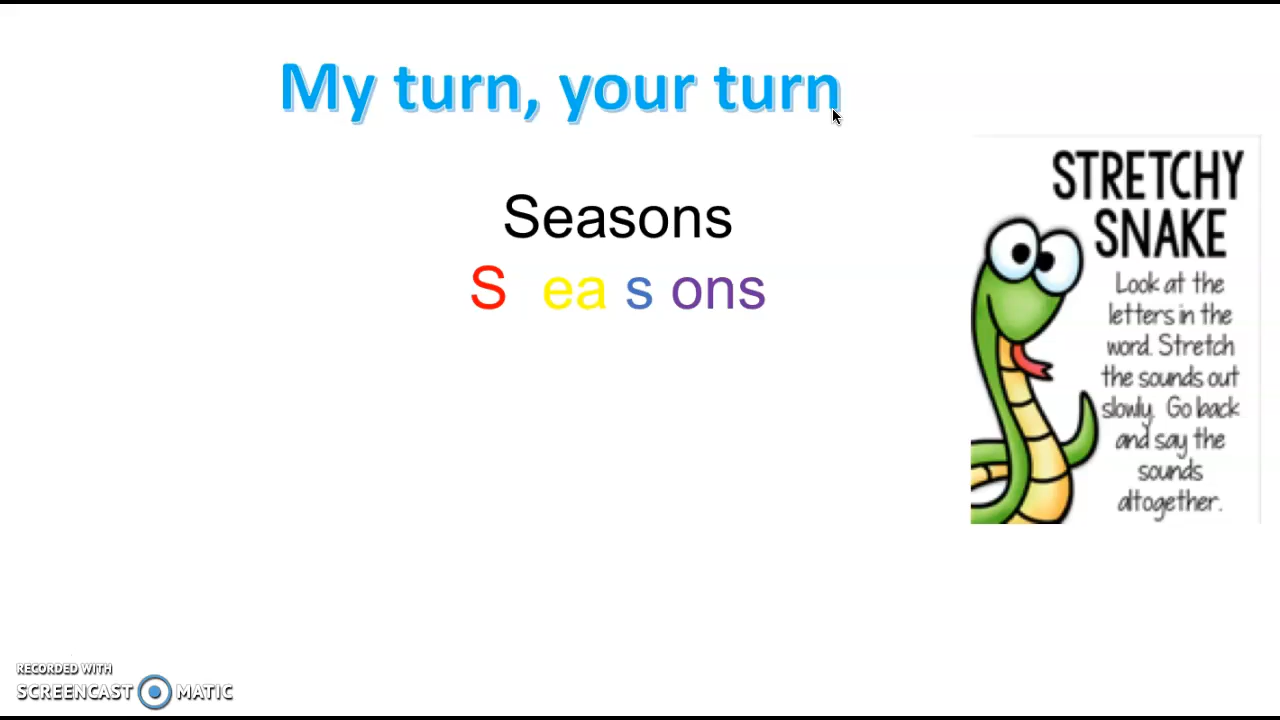 My turn, your turn
Seasons
S ea s ons
STRETCHY
SNAKE
Look at the
letters in the
word. Stretch
the sounds out
slowly. Go back
and say the
sounds
altogether.
RECORDED WITH
SCREENCAST MATIC